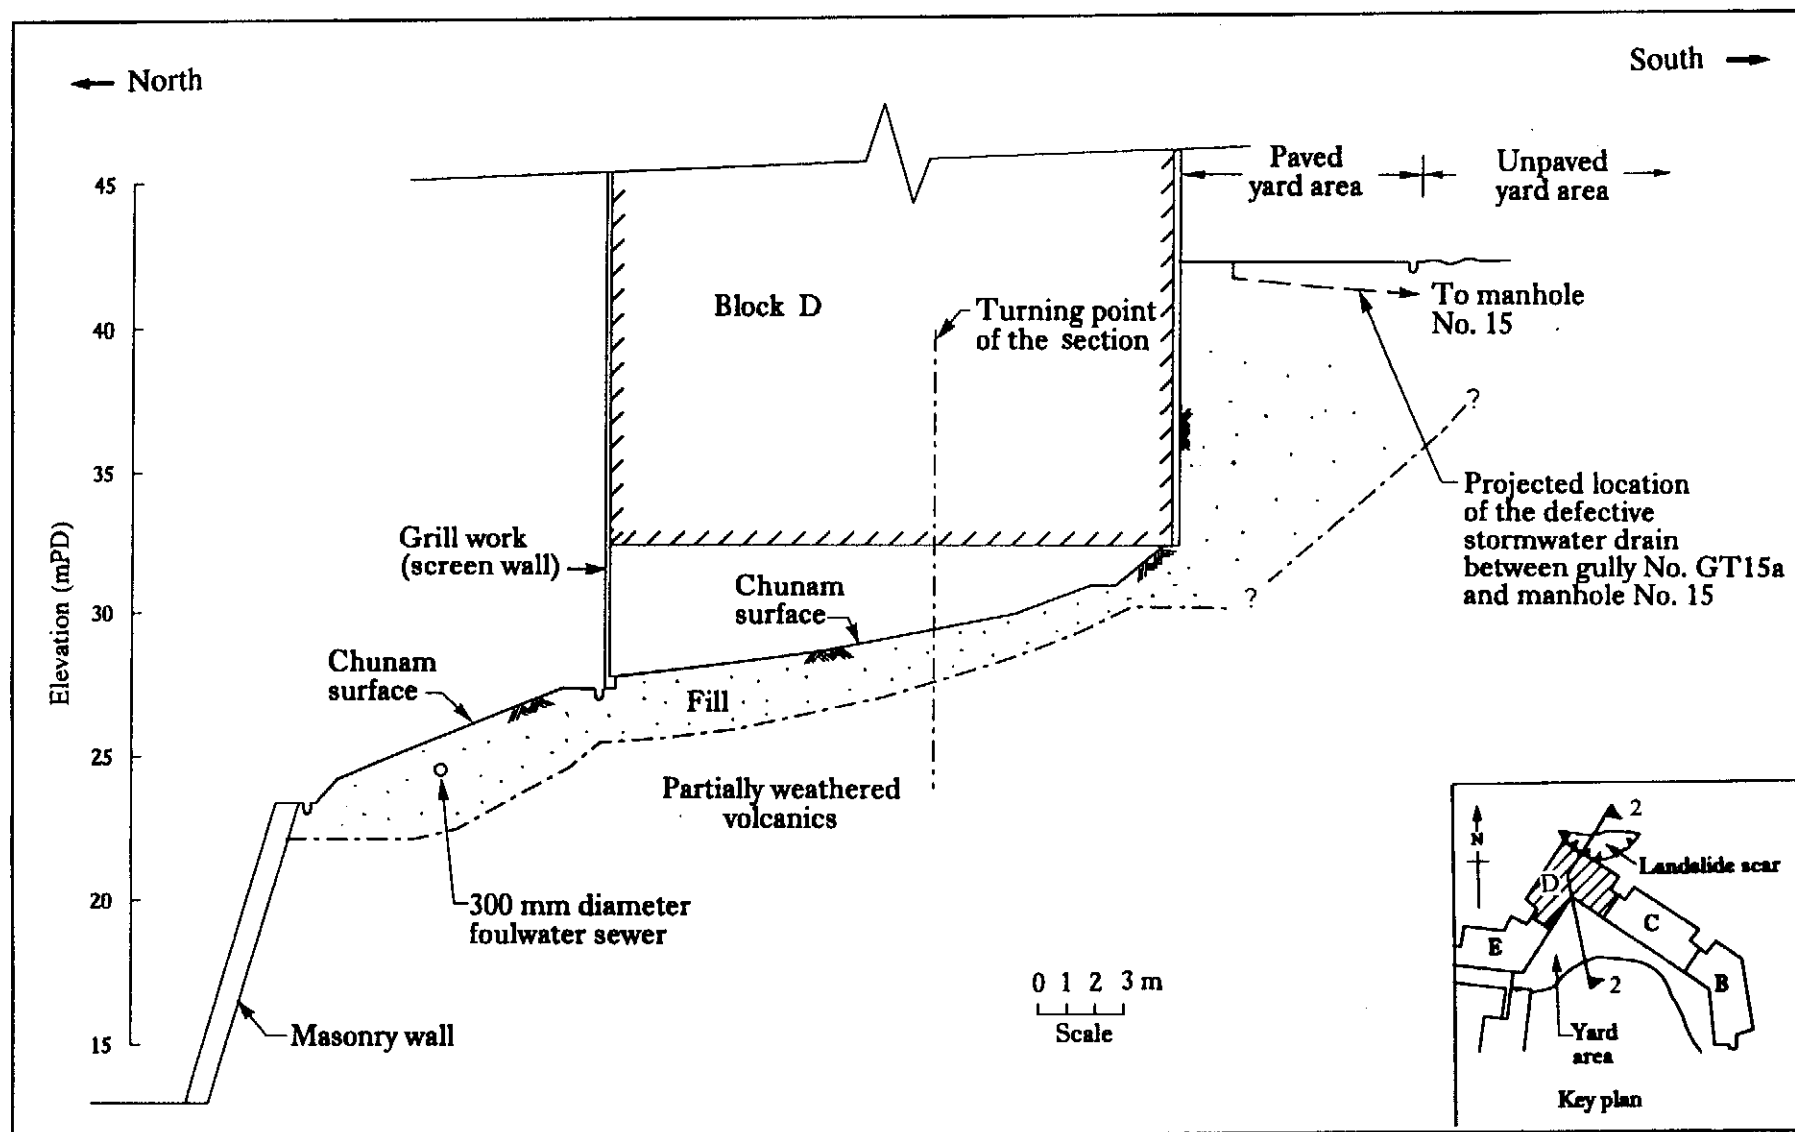 North
South
Paved
yard area
Unpaved
yard area
45
40
35
30
25
20
15
Elevation (mPD)
Block D
Turning point
of the section
To manhole
No. 15
?
?
Projected location
of the defective
stormwater drain
between gully No. GT15a
and manhole No. 15
Grill work
(screen wall)
Chunam
surface
Chunam
surface
Fill
Partially weathered
volcanics
300 mm diameter
foulwater sewer
Masonry wall
0 1 2 3 m
Scale
N
2
Landslide scar
D
C
E
B
2
Yard
area
Key plan